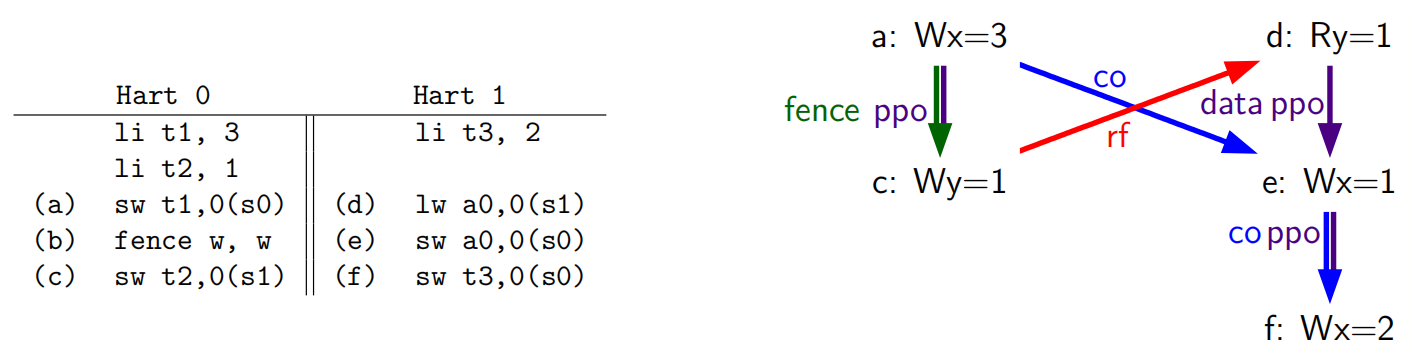 Hart 0 Hart 1
li t1, 3 li t3, 2
li t2, 1
(a) sw t1,0(s0) (d) lw a0,0(s1)
(b) fence w, w (e) sw a0,0(s0)
(c) sw t2,0(s1) (f) sw t3,0(s0)
a: Wx=3 d: Ry=1
co
fence ppo data ppo
rf
c: Wy=1 e: Wx=1
co ppo
f: Wx=2